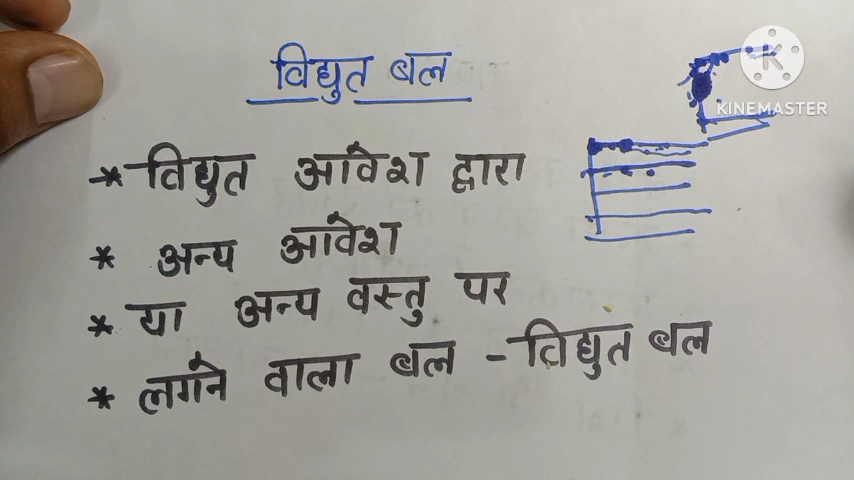 विद्युत बल
KINEMASTER
* विद्युत आवेश द्वारा
* अन्य आवेश
* या अन्य वस्तु पर
* लगने वाला बल - विद्युत बल